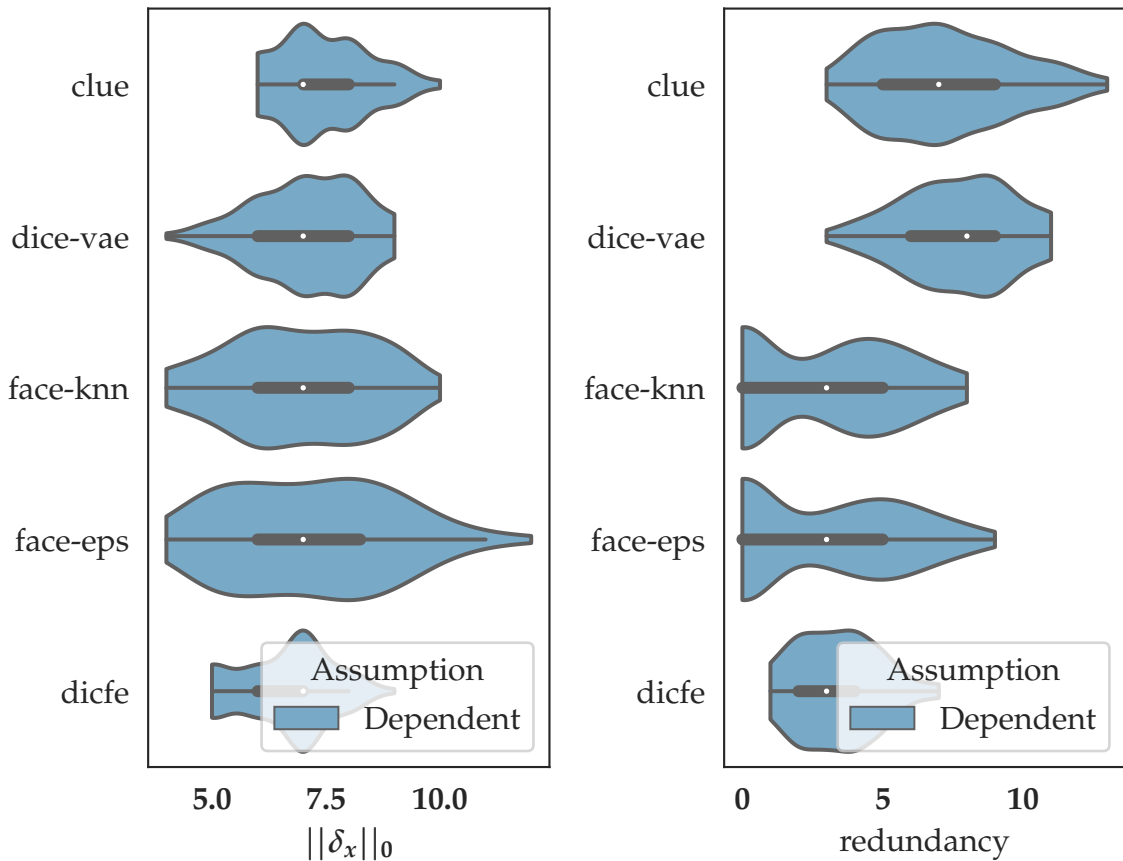 clue
dice-vae
face-knn
face-eps
dicfe
Assumption
Dependent
5.0 7.5 10.0
||δx||0
clue
dice-vae
face-knn
face-eps
dicfe
Assumption
Dependent
0 5 10
redundancy